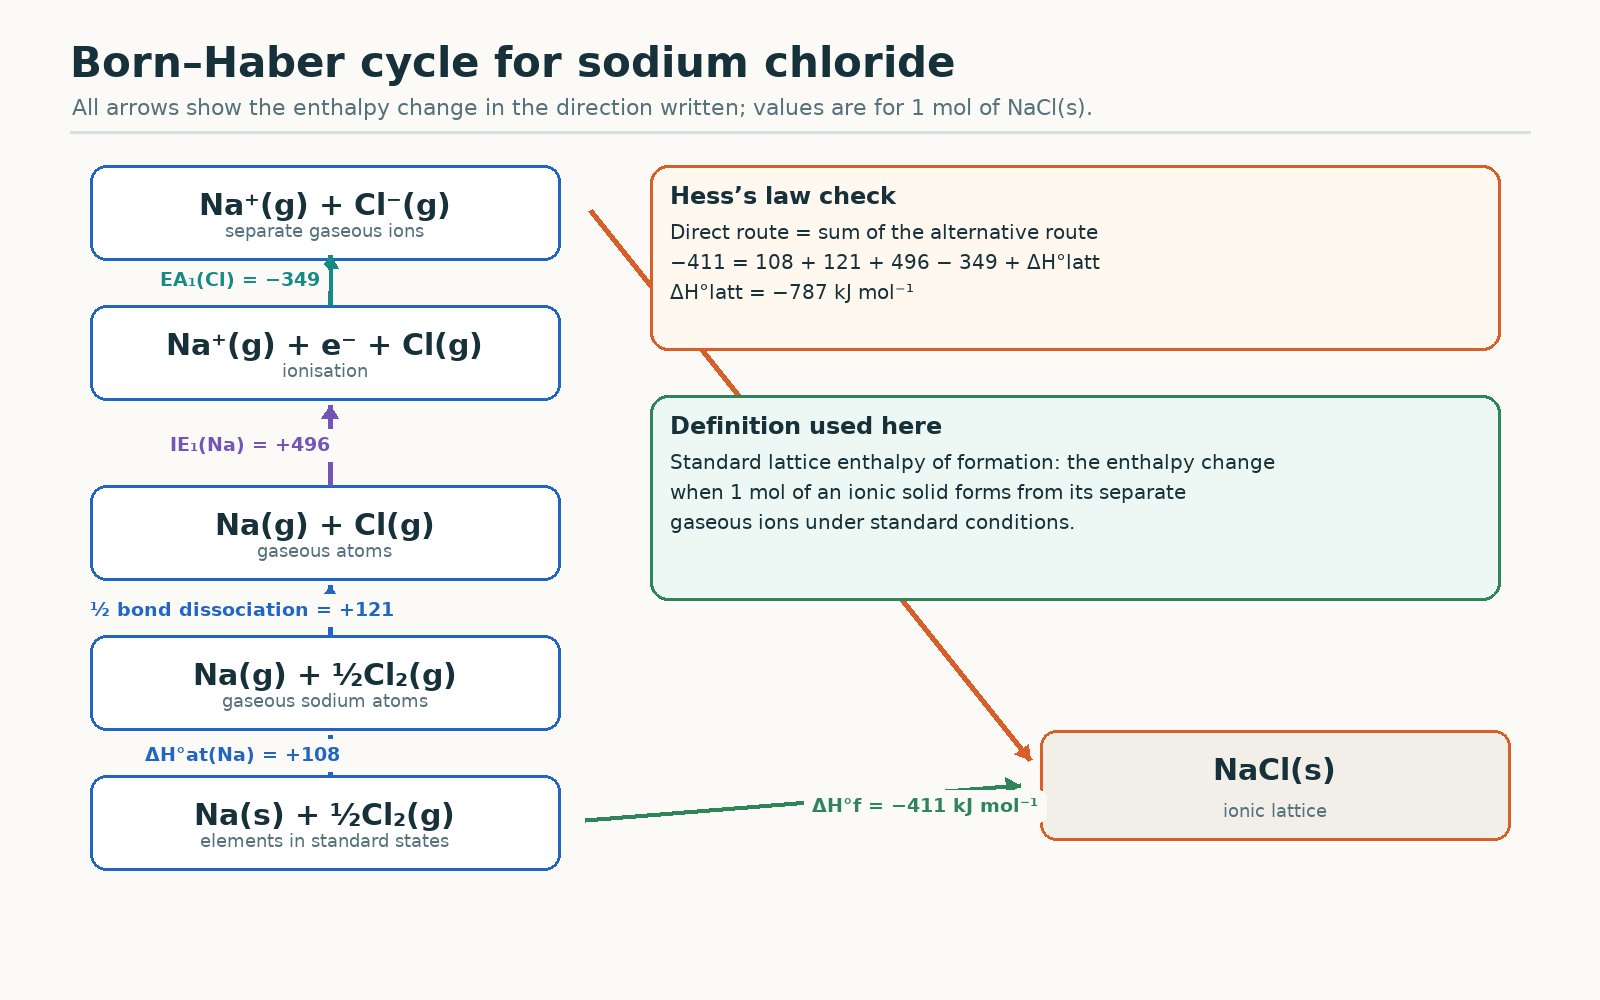 Born–Haber cycle for sodium chloride
All arrows show the enthalpy change in the direction written; values are for 1 mol of NaCl(s).
Na⁺(g) + Cl⁻(g)
separate gaseous ions
EA₁(Cl) = −349
Na⁺(g) + e⁻ + Cl(g)
ionisation
IE₁(Na) = +496
Na(g) + Cl(g)
gaseous atoms
½ bond dissociation = +121
Na(g) + ½Cl₂(g)
gaseous sodium atoms
ΔH°at(Na) = +108
Na(s) + ½Cl₂(g)
elements in standard states
Hess’s law check
Direct route = sum of the alternative route
−411 = 108 + 121 + 496 − 349 + ΔH°latt
ΔH°latt = −787 kJ mol⁻¹
Definition used here
Standard lattice enthalpy of formation: the enthalpy change
when 1 mol of an ionic solid forms from its separate
gaseous ions under standard conditions.
ΔH°f = −411 kJ mol⁻¹
NaCl(s)
ionic lattice